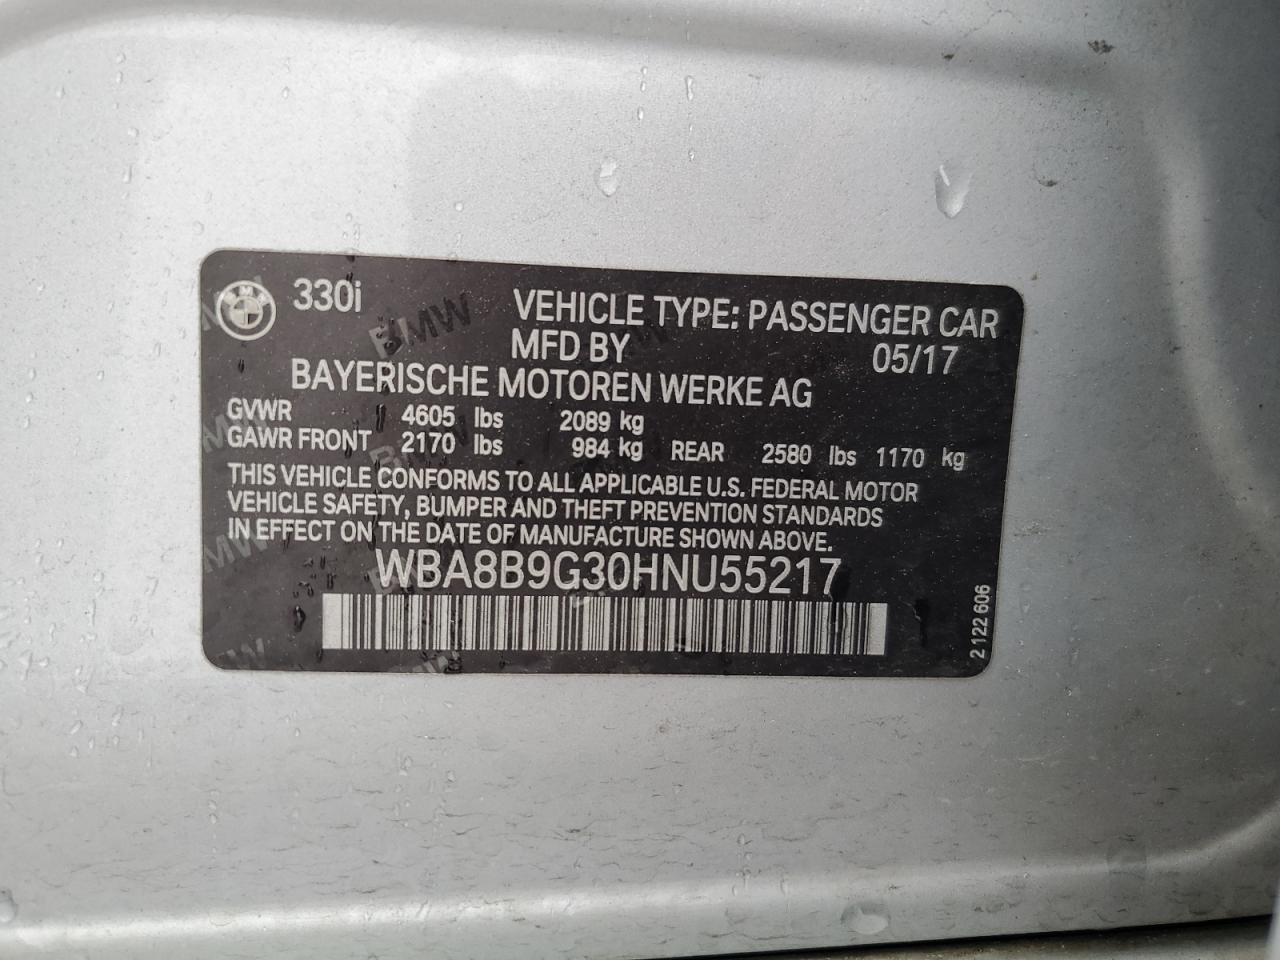 330i
VEHICLE TYPE: PASSENGER CAR
MFD BY 05/17
BAYERISCHE MOTOREN WERKE AG
GVWR 4605 lbs 2089 kg
GAWR FRONT 2170 lbs 984 kg REAR 2580 lbs 1170 kg
THIS VEHICLE CONFORMS TO ALL APPLICABLE U.S. FEDERAL MOTOR
VEHICLE SAFETY, BUMPER AND THEFT PREVENTION STANDARDS
IN EFFECT ON THE DATE OF MANUFACTURE SHOWN ABOVE.
WBA8B9G30HNU55217
2 122 606
BMW
BMW